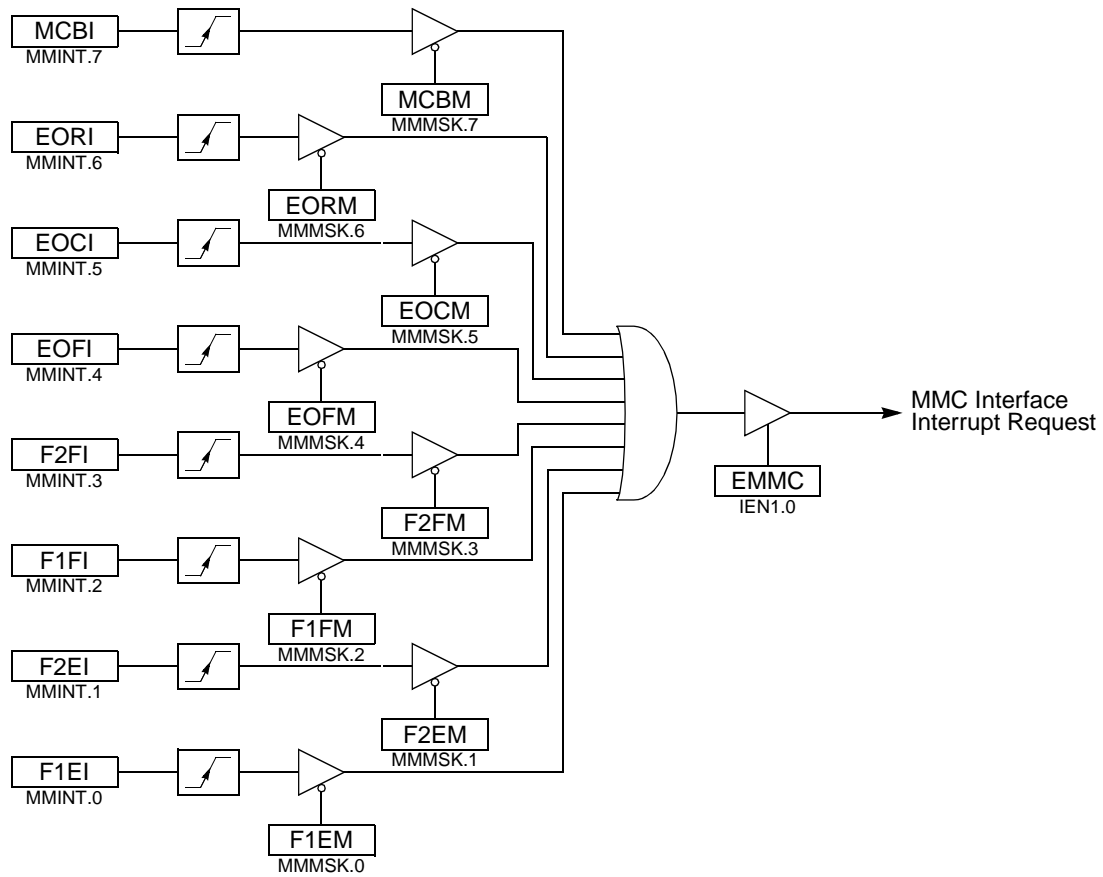 MCBI
MMINT.7
MCBM
MMMSK.7
EORI
MMINT.6
EORM
MMMSK.6
EOCI
MMINT.5
EOCM
MMMSK.5
EOFI
MMINT.4
EOFM
MMMSK.4
MMC Interface
Interrupt Request
EMMC
IEN1.0
F2FI
MMINT.3
F2FM
MMMSK.3
F1FI
MMINT.2
F1FM
MMMSK.2
F2EI
MMINT.1
F2EM
MMMSK.1
F1EI
MMINT.0
F1EM
MMMSK.0